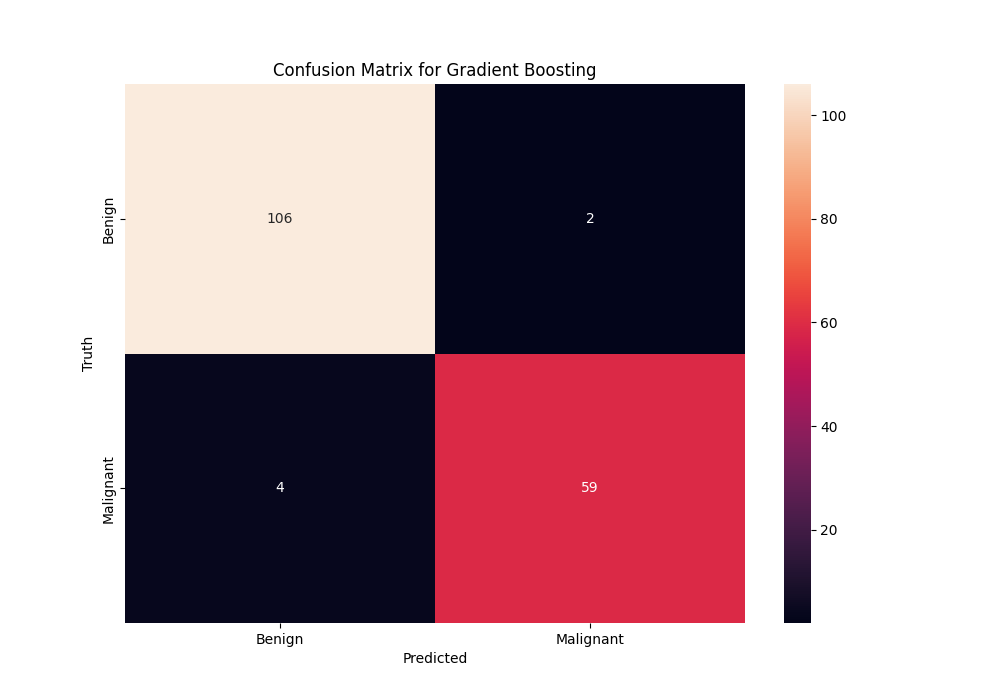 Confusion Matrix for Gradient Boosting
Truth
Benign
106
2
Malignant
4
59
Benign
Malignant
Predicted
100
80
60
40
20